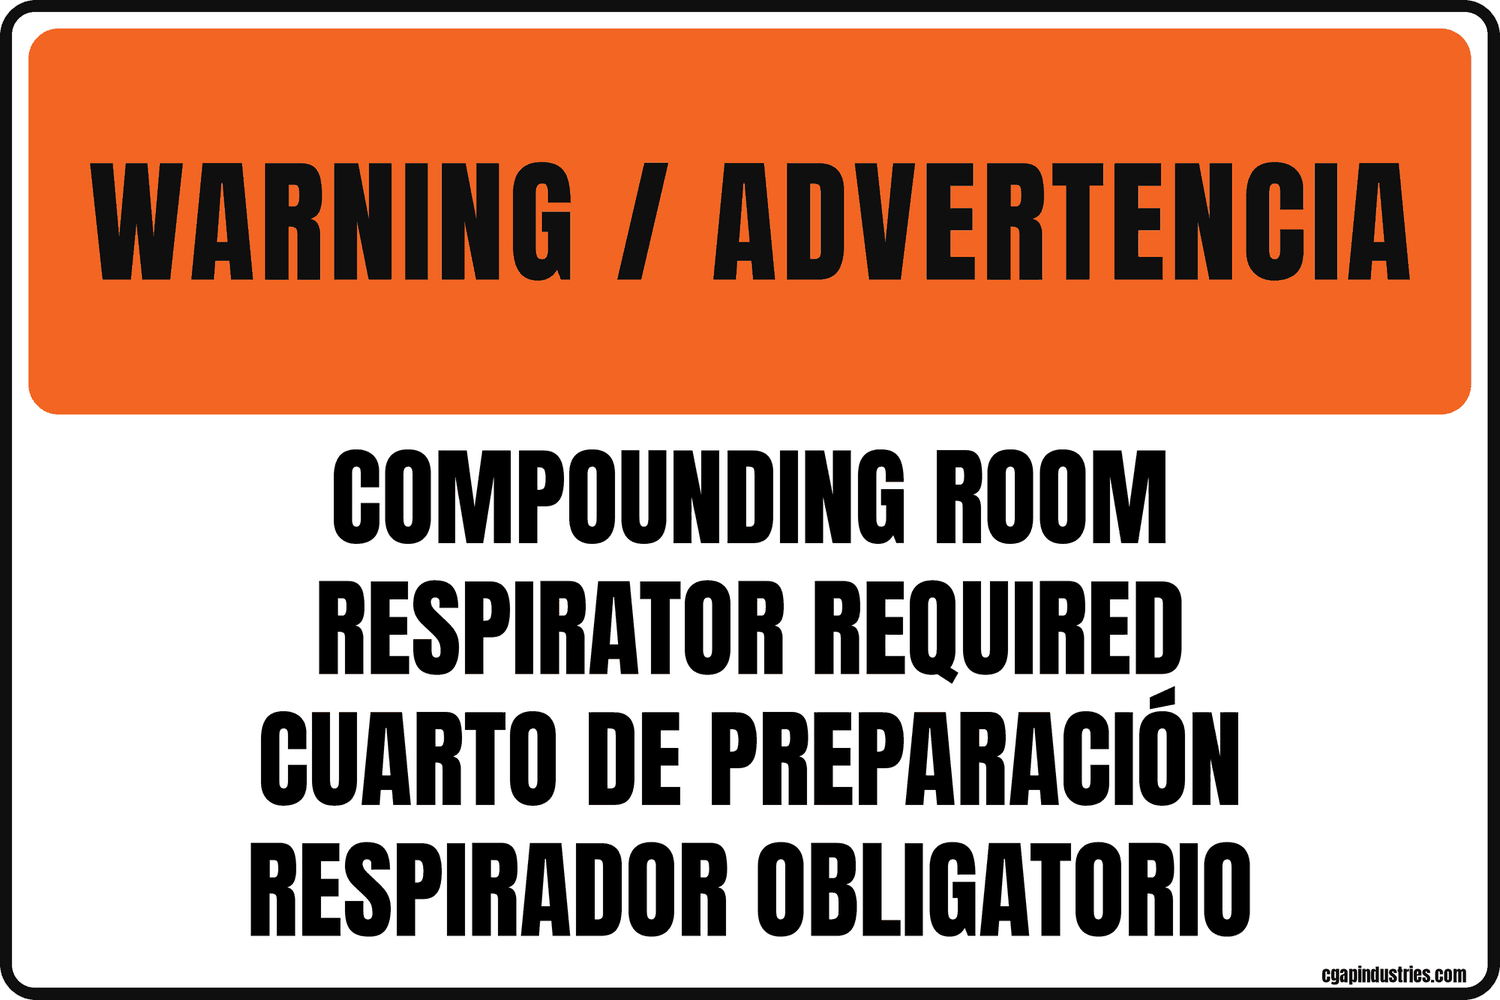 WARNING / ADVERTENCIA
COMPOUNDING ROOM
RESPIRATOR REQUIRED
CUARTO DE PREPARACIÓN
RESPIRADOR OBLIGATORIO
cgapindustries.com